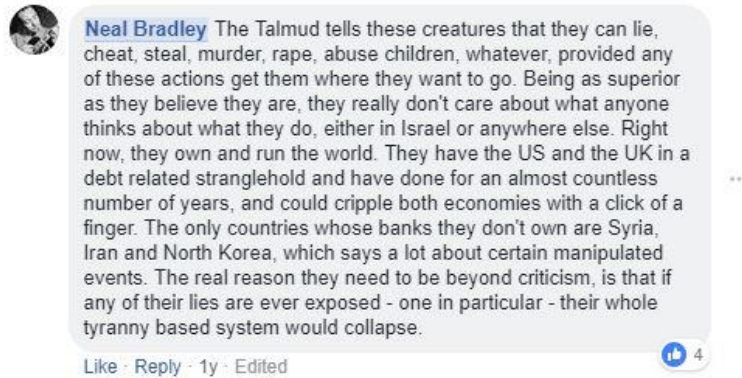 Neal Bradley The Talmud tells these creatures that they can lie,
cheat, steal, murder, rape, abuse children, whatever, provided any
of these actions get them where they want to go. Being as superior
as they believe they are, they really don't care about what anyone
thinks about what they do, either in Israel or anywhere else. Right
now, they own and run the world. They have the US and the UK in a
debt related stranglehold and have done for an almost countless
number of years, and could cripple both economies with a click of a
finger. The only countries whose banks they don't own are Syria,
Iran and North Korea, which says a lot about certain manipulated
events. The real reason they need to be beyond criticism, is that if
any of their lies are ever exposed - one in particular - their whole
tyranny based system would collapse.
4
Like · Reply · 1y · Edited